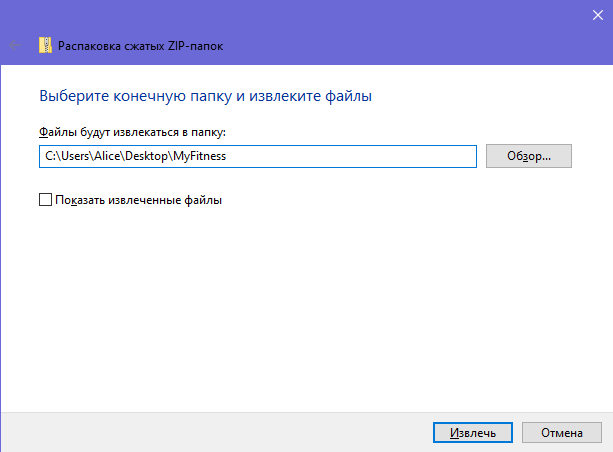 Распаковка сжатых ZIP-папок
Выберите конечную папку и извлеките файлы
Файлы будут извлекаться в папку:
C:\Users\Alice\Desktop\MyFitness
Обзор...
Показать извлеченные файлы
Извлечь
Отмена